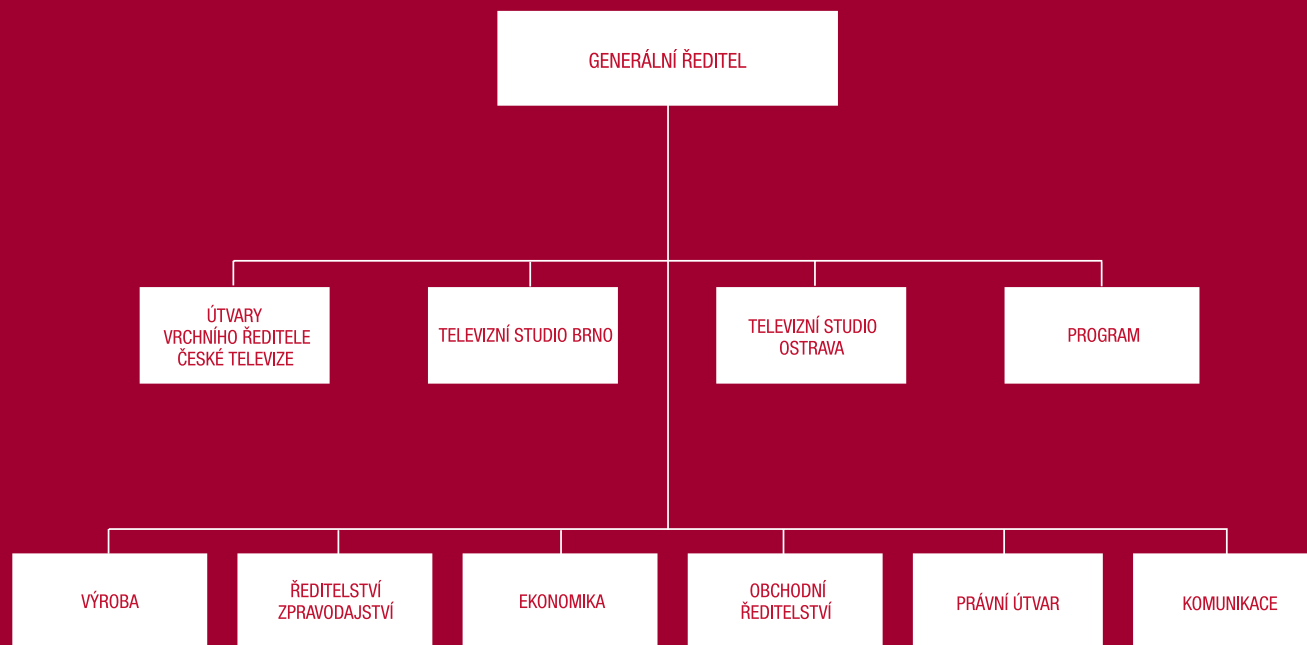 GENERÁLNÍ ŘEDITEL
ÚTVARY
VRCHNÍHO ŘEDITELE
ČESKÉ TELEVIZE
TELEVIZNÍ STUDIO BRNO
TELEVIZNÍ STUDIO
OSTRAVA
PROGRAM
VÝROBA
ŘEDITELSTVÍ
ZPRAVODAJSTVÍ
EKONOMIKA
OBCHODNÍ
ŘEDITELSTVÍ
PRÁVNÍ ÚTVAR
KOMUNIKACE